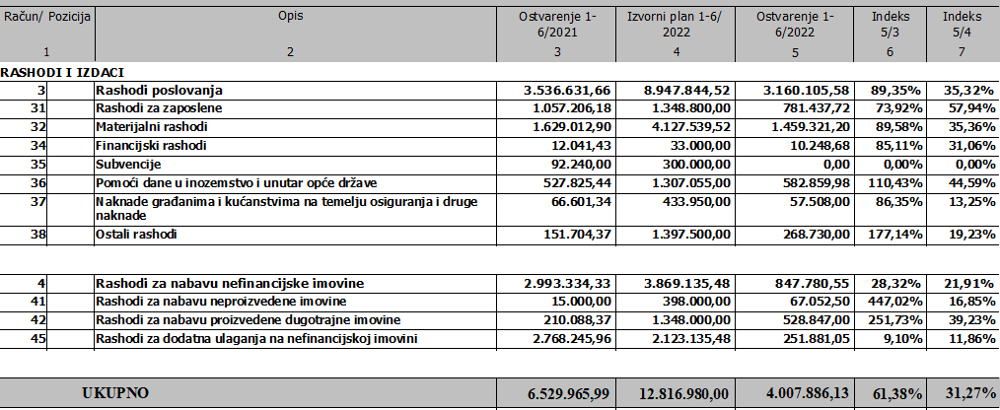 Račun/ Pozicija Opis Ostvarenje 1- Izvorni plan 1-6/ Ostvarenje 1- Indeks Indeks
6/2021 2022 6/2022 5/3 5/4
1 2 3 4 5 6 7
RASHODI I IZDACI
3 Rashodi poslovanja 3.536.631,66 8.947.844,52 3.160.105,58 89,35% 35,32%
31 Rashodi za zaposlene 1.057.206,18 1.348.800,00 781.437,72 73,92% 57,94%
32 Materijalni rashodi 1.629.012,90 4.127.539,52 1.459.321,20 89,58% 35,36%
34 Financijski rashodi 12.041,43 33.000,00 10.248,68 85,11% 31,06%
35 Subvencije 92.240,00 300.000,00 0,00 0,00% 0,00%
36 Pomoći dane u inozemstvo i unutar opće države 527.825,44 1.307.055,00 582.859,98 110,43% 44,59%
37 Naknade građanima i kućanstvima na temelju osiguranja i druge 66.601,34 433.950,00 57.508,00 86,35% 13,25%
naknade
38 Ostali rashodi 151.704,37 1.397.500,00 268.730,00 177,14% 19,23%
4 Rashodi za nabavu nefinancijske imovine 2.993.334,33 3.869.135,48 847.780,55 28,32% 21,91%
41 Rashodi za nabavu neproizvedene imovine 15.000,00 398.000,00 67.052,50 447,02% 16,85%
42 Rashodi za nabavu proizvedene dugotrajne imovine 210.088,37 1.348.000,00 528.847,00 251,73% 39,23%
45 Rashodi za dodatna ulaganja na nefinancijskoj imovini 2.768.245,96 2.123.135,48 251.881,05 9,10% 11,86%
UKUPNO 6.529.965,99 12.816.980,00 4.007.886,13 61,38% 31,27%